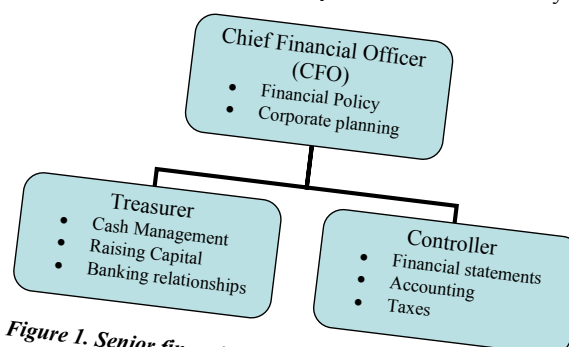 Chief Financial Officer
(CFO)
• Financial Policy
• Corporate planning
Treasurer
• Cash Management
• Raising Capital
• Banking relationships
Controller
• Financial statements
• Accounting
• Taxes
Figure 1. Senior